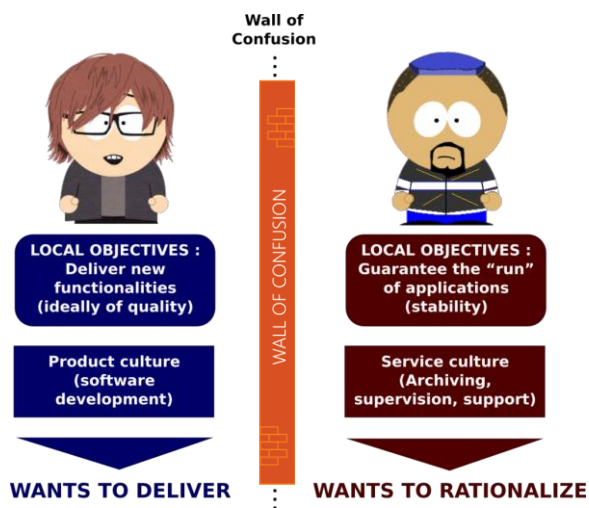 Wall of
Confusion
WALL OF CONFUSION
LOCAL OBJECTIVES :
Deliver new
functionalities
(ideally of quality)
Product culture
(software
development)
WANTS TO DELIVER
LOCAL OBJECTIVES :
Guarantee the “run”
of applications
(stability)
Service culture
(Archiving,
supervision, support)
WANTS TO RATIONALIZE